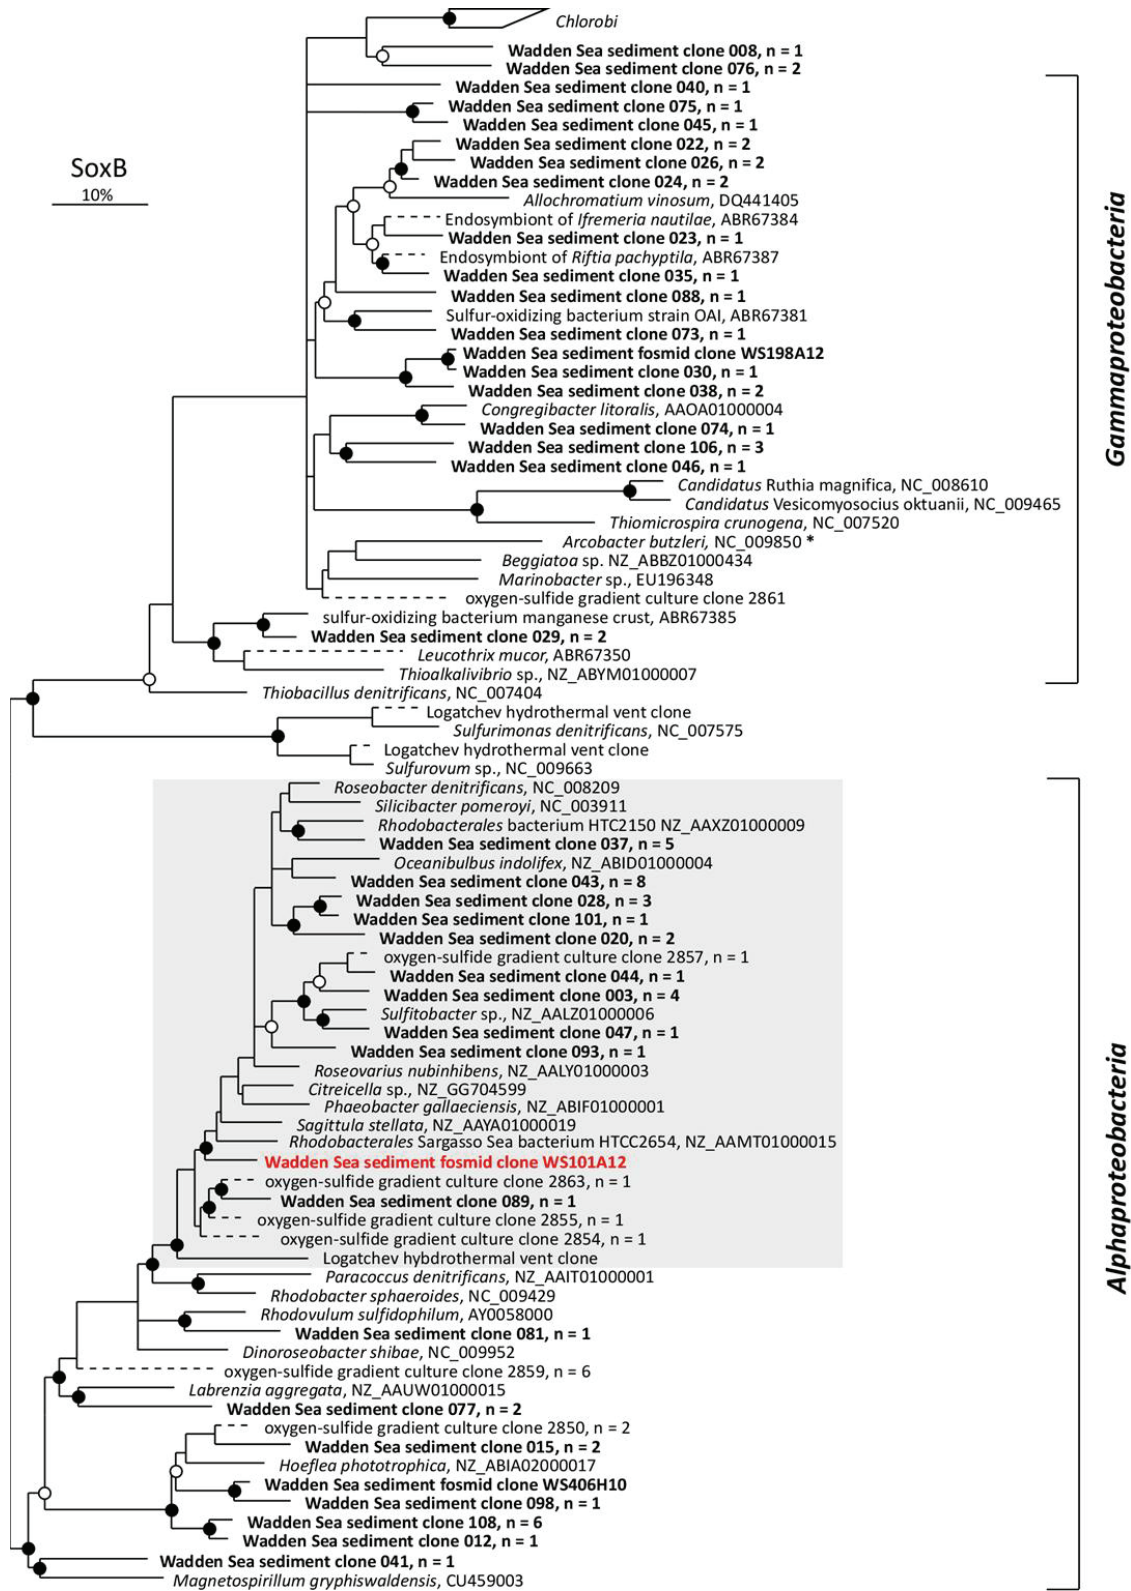 Chlorobi
Wadden Sea sediment clone 008, n = 1
Wadden Sea sediment clone 076, n = 2
Wadden Sea sediment clone 040, n = 1
Wadden Sea sediment clone 075, n = 1
Wadden Sea sediment clone 045, n = 1
Wadden Sea sediment clone 022, n = 2
SoxB
Wadden Sea sediment clone 026, n = 2
Wadden Sea sediment clone 024, n = 2
10%
Allochromatium vinosum, DQ441405
Endosymbiont of Ifremeria nautilae, ABR67384
Wadden Sea sediment clone 023, n = 1
Endosymbiont of Riftia pachyptila, ABR67387
Wadden Sea sediment clone 035, n = 1
Wadden Sea sediment clone 088, n = 1
Sulfur-oxidizing bacterium strain OAI, ABR67381
Wadden Sea sediment clone 073, n = 1
Gammaproteobacteria
Wadden Sea sediment fosmid clone WS198A12
Wadden Sea sediment clone 030, n = 1
Wadden Sea sediment clone 038, n = 2
Congregibacter litoralis, AAOA01000004
Wadden Sea sediment clone 074, n = 1
Wadden Sea sediment clone 106, n = 3
Wadden Sea sediment clone 046, n = 1
Candidatus Ruthia magnifica, NC_008610
Candidatus Vesicomyosocius oktuanii, NC_009465
Thiomicrospira crunogena, NC_007520
Arcobacter butzleri, NC_009850 *
Beggiatoa sp. NZ_ABBZ01000434
Marinobacter sp., EU196348
oxygen-sulfide gradient culture clone 2861
sulfur-oxidizing bacterium manganese crust, ABR67385
Wadden Sea sediment clone 029, n = 2
Leucothrix mucor, ABR67350
Thioalkalivibrio sp., NZ_ABYM01000007
Thiobacillus denitrificans, NC_007404
Logatchev hydrothermal vent clone
Sulfurimonas denitrificans, NC_007575
Logatchev hydrothermal vent clone
Sulfurovum sp., NC_009663
Roseobacter denitrificans, NC_008209
Silicibacter pomeroyi, NC_003911
Rhodobacterales bacterium HTC2150 NZ_AAXZ01000009
Wadden Sea sediment clone 037, n = 5
Oceanibulbus indolifex, NZ_ABID01000004
Wadden Sea sediment clone 043, n = 8
Wadden Sea sediment clone 028, n = 3
Wadden Sea sediment clone 101, n = 1
Wadden Sea sediment clone 020, n = 2
oxygen-sulfide gradient culture clone 2857, n = 1
Wadden Sea sediment clone 044, n = 1
Wadden Sea sediment clone 003, n = 4
Sulfitobacter sp., NZ_AALZ01000006
Wadden Sea sediment clone 047, n = 1
Wadden Sea sediment clone 093, n = 1
Roseovarius nubinhibens, NZ_AALY01000003
Citreicella sp., NZ_GG704599
Phaeobacter gallaeciensis, NZ_ABIF01000001
Sagittula stellata, NZ_AAYA01000019
Rhodobacterales Sargasso Sea bacterium HTCC2654, NZ_AAMT01000015
Alphaproteobacteria
Wadden Sea sediment fosmid clone WS101A12
oxygen-sulfide gradient culture clone 2863, n = 1
Wadden Sea sediment clone 089, n = 1
oxygen-sulfide gradient culture clone 2855, n = 1
oxygen-sulfide gradient culture clone 2854, n = 1
Logatchev hybdrothermal vent clone
Paracoccus denitrificans, NZ_AAIT01000001
Rhodobacter sphaeroides, NC_009429
Rhodovulum sulfidophilum, AY0058000
Wadden Sea sediment clone 081, n = 1
Dinoroseobacter shibae, NC_009952
oxygen-sulfide gradient culture clone 2859, n = 6
Labrenzia aggregata, NZ_AAUW01000015
Wadden Sea sediment clone 077, n = 2
oxygen-sulfide gradient culture clone 2850, n = 2
Wadden Sea sediment clone 015, n = 2
Hoeflea phototrophica, NZ_ABIA02000017
Wadden Sea sediment fosmid clone WS406H10
Wadden Sea sediment clone 098, n = 1
Wadden Sea sediment clone 108, n = 6
Wadden Sea sediment clone 012, n = 1
Wadden Sea sediment clone 041, n = 1
Magnetospirillum gryphiswaldensis, CU459003